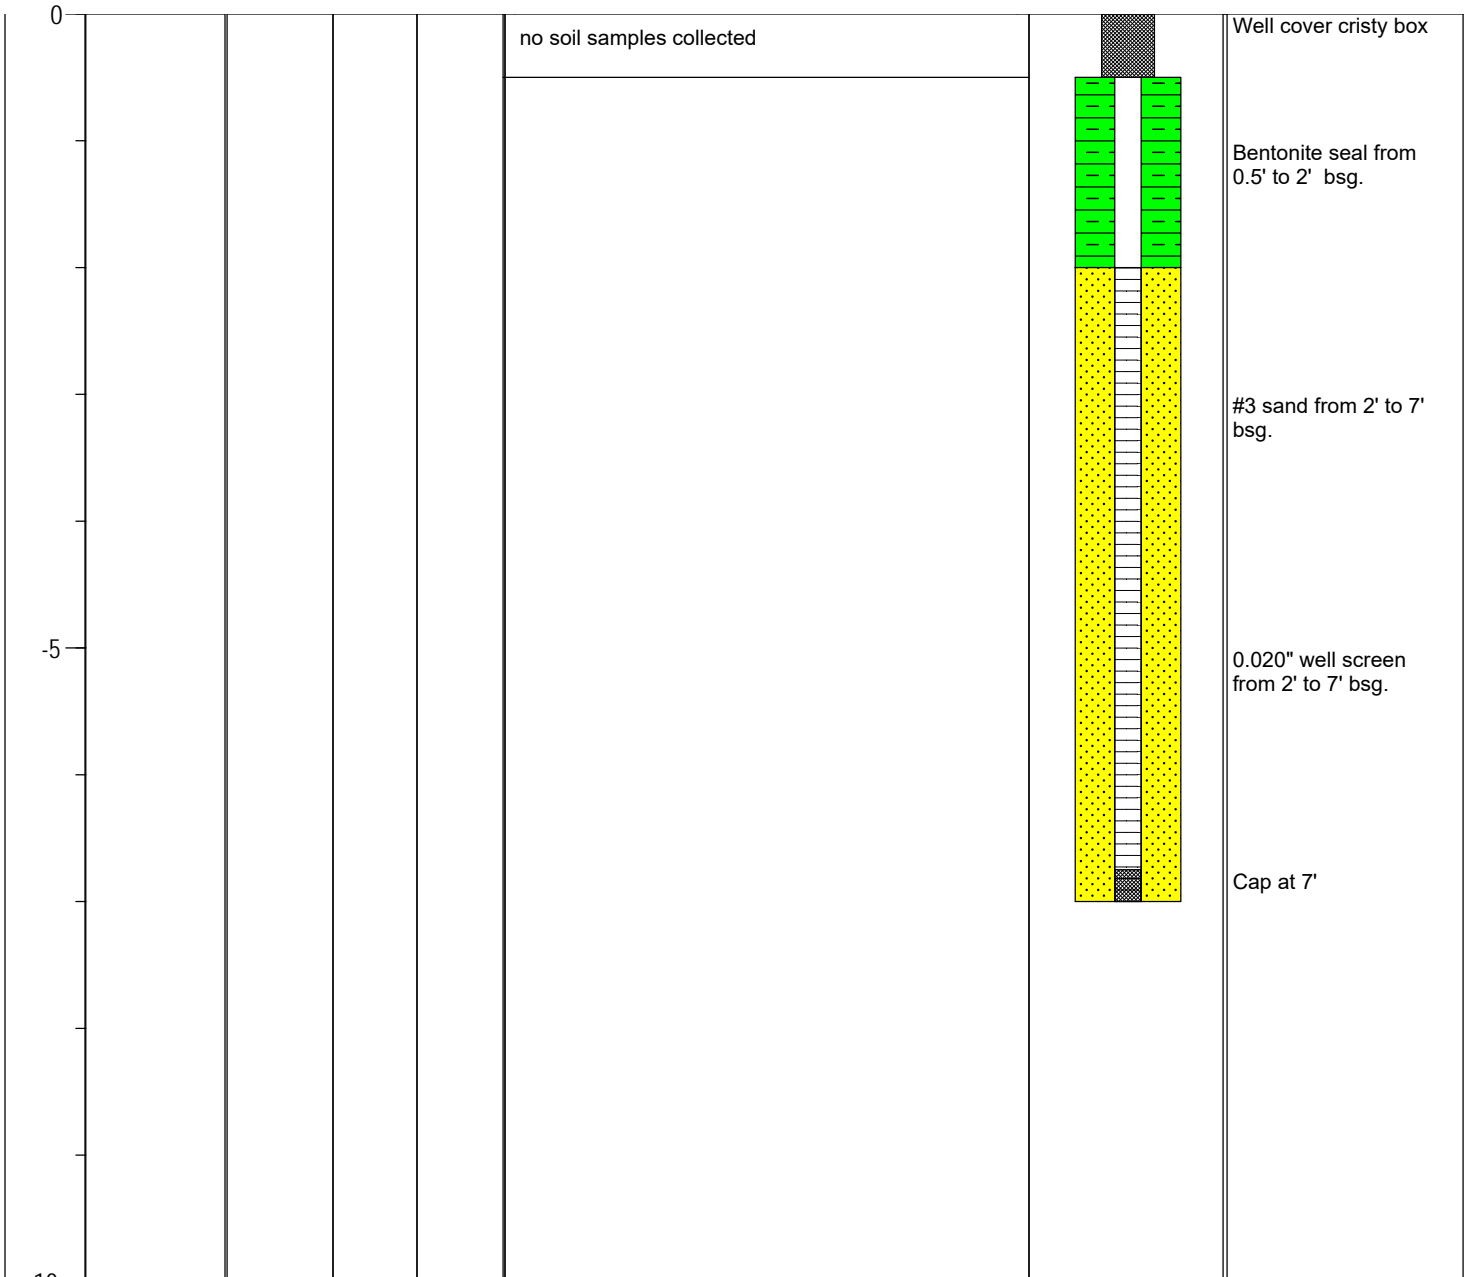 0
no soil samples collected
Well cover cristy box
Bentonite seal from
0.5' to 2'  bsg.
#3 sand from 2' to 7'
bsg.
-5
0.020" well screen
from 2' to 7' bsg.
Cap at 7'